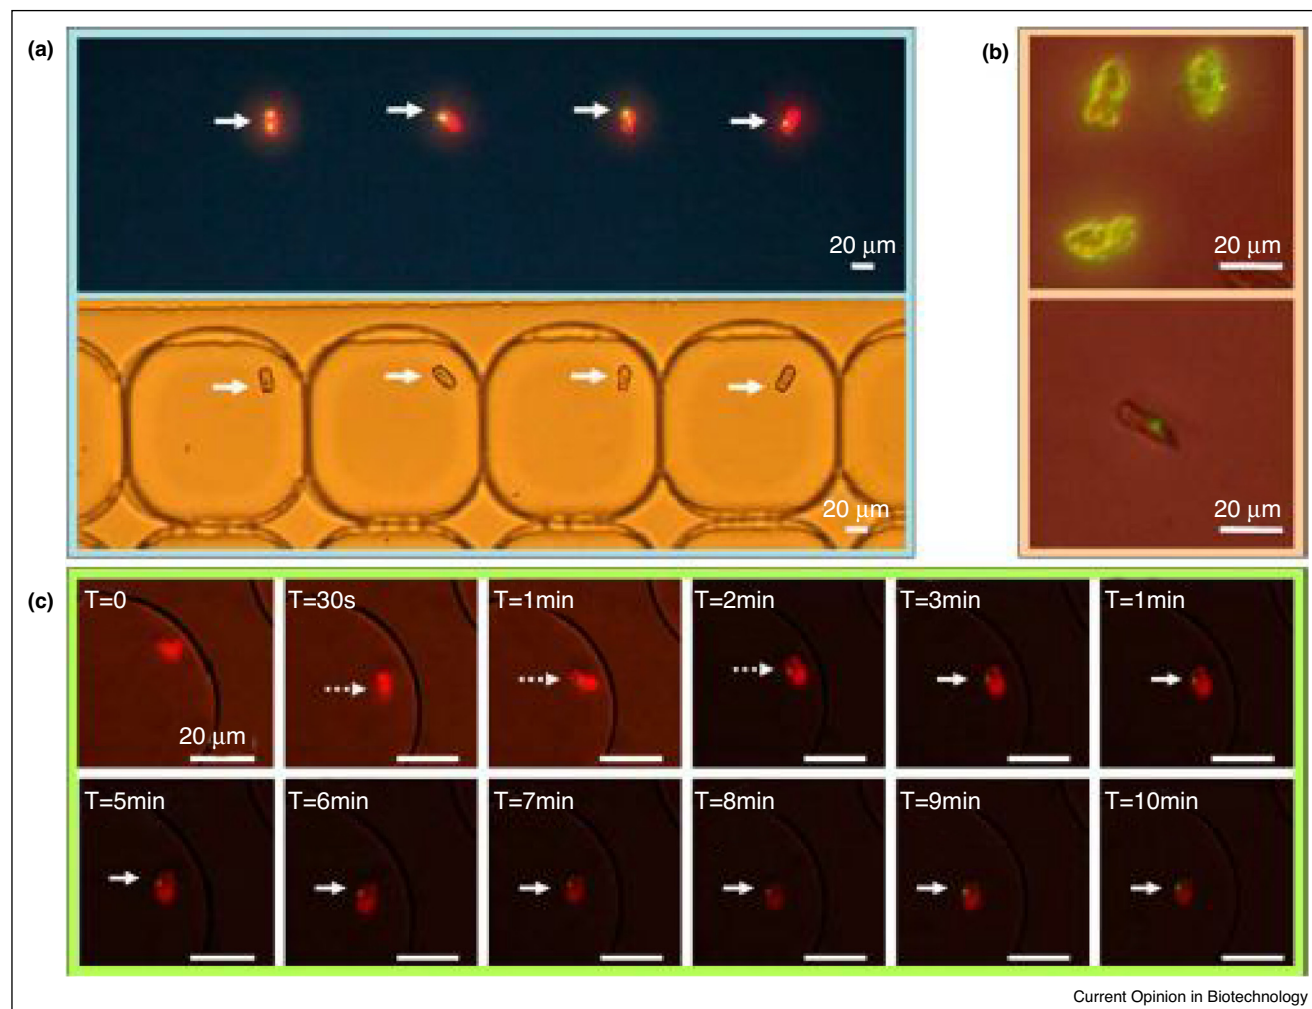 (a)
20 μm
20 μm
(b)
20 μm
20 μm
(c)
T=0
T=30s
T=1min
T=2min
T=3min
T=1min
20 μm
T=5min
T=6min
T=7min
T=8min
T=9min
T=10min
Current Opinion in Biotechnology